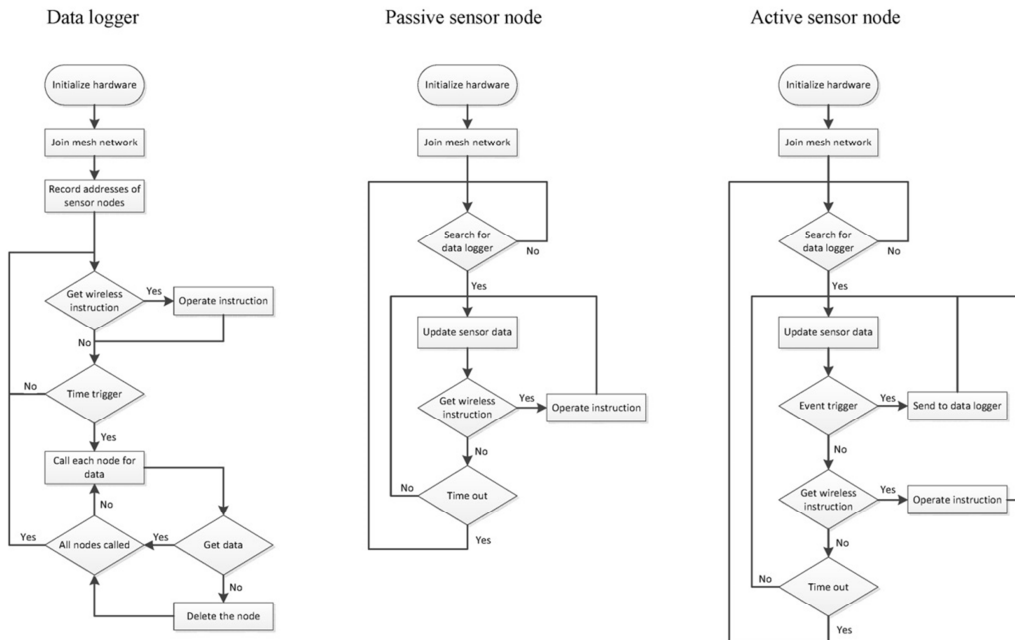 Data logger
Initialize hardware
Join mesh network
Record addresses of
sensor nodes
Get wireless
instruction
Yes
Operate instruction
No
Time trigger
No
Yes
Call each node for
data
No
All nodes called
Yes
Yes
Get data
No
Delete the node
Passive sensor node
Initialize hardware
Join mesh network
Search for
data logger
No
Yes
Update sensor data
Get wireless
instruction
Yes
Operate instruction
No
Time out
No
Yes
Active sensor node
Initialize hardware
Join mesh network
Search for
data logger
No
Yes
Update sensor data
Event trigger
Yes
Send to data logger
No
Get wireless
instruction
Yes
Operate instruction
No
Time out
No
Yes